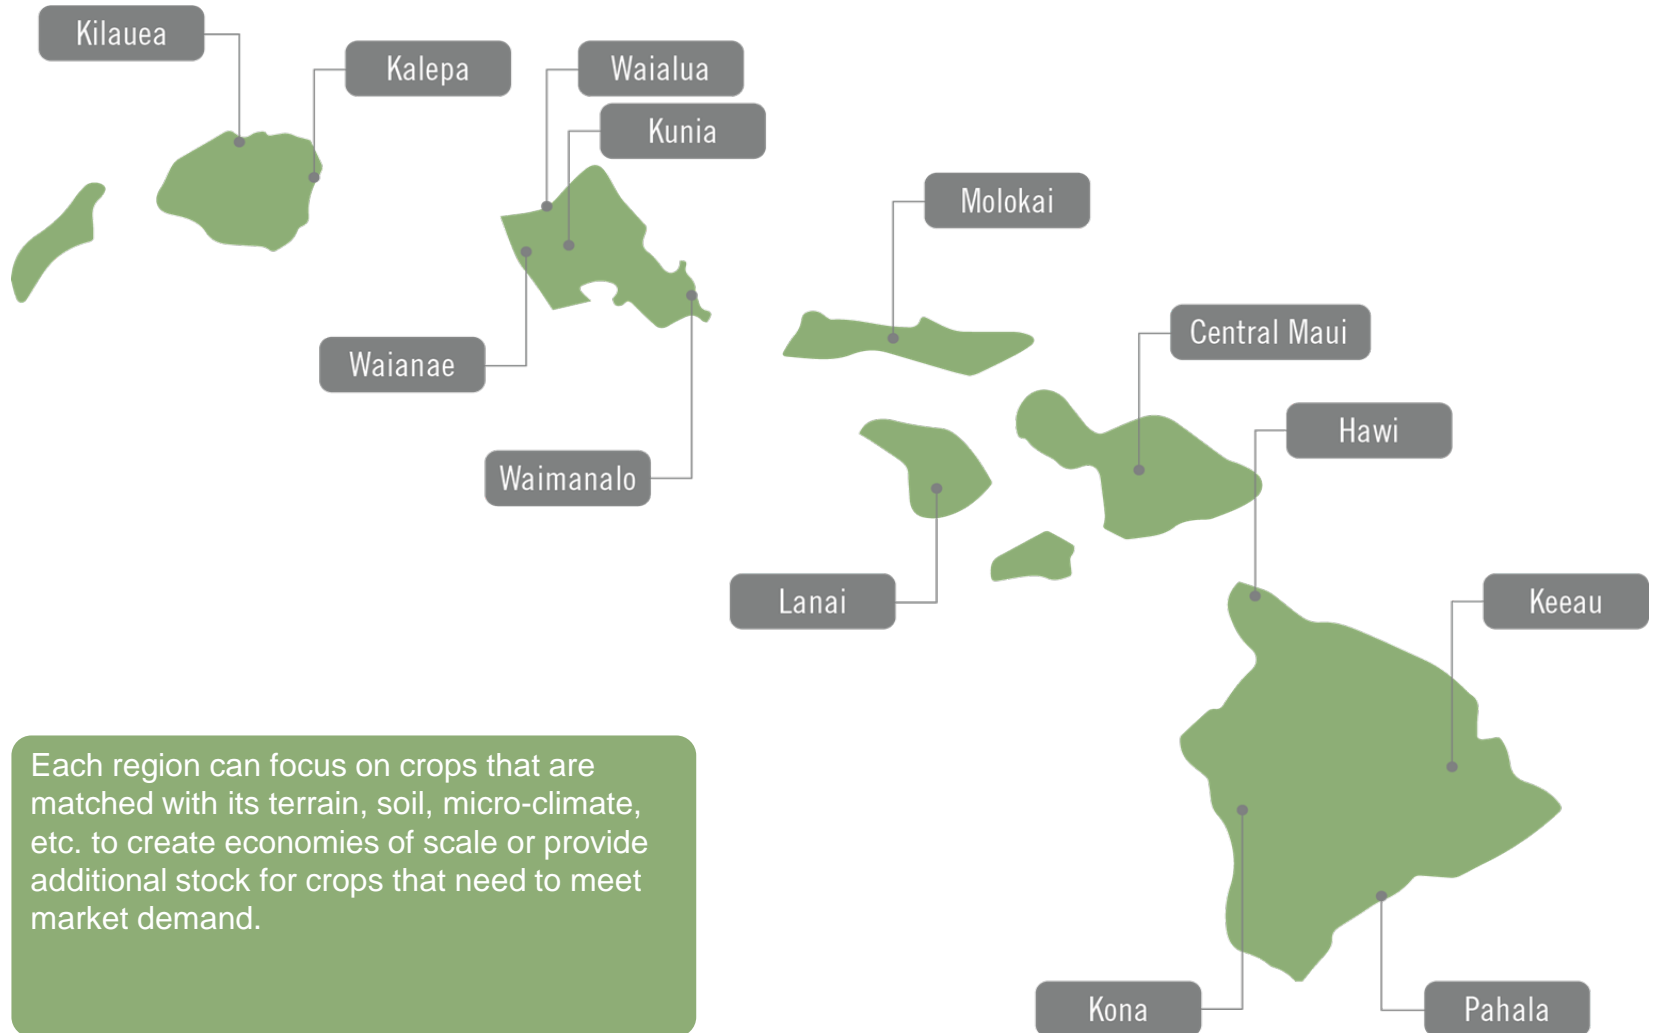 Kilauea
Kalepa
Waialua
Kunia
Molokai
Central Maui
Waianae
Hawi
Waimanalo
Lanai
Keeau
Each region can focus on crops that are
matched with its terrain, soil, micro-climate,
etc. to create economies of scale or provide
additional stock for crops that need to meet
market demand.
Kona
Pahala